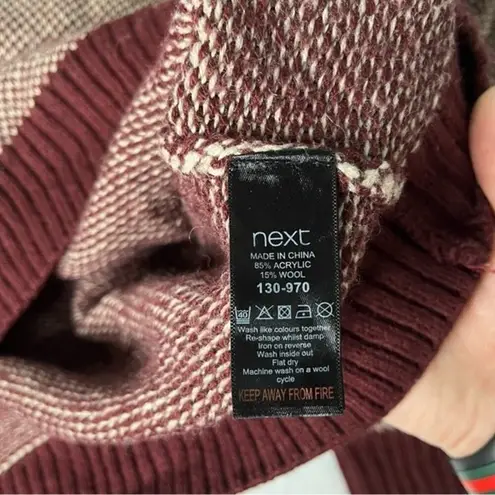 next
MADE IN CHINA
85% ACRYLIC
15% WOOL
130-970
40
Wash like colours together
Re-shape whilst damp
Iron on reverse
Wash inside out
Flat dry
Machine wash on a wool
cycle
KEEP AWAY FROM FIRE